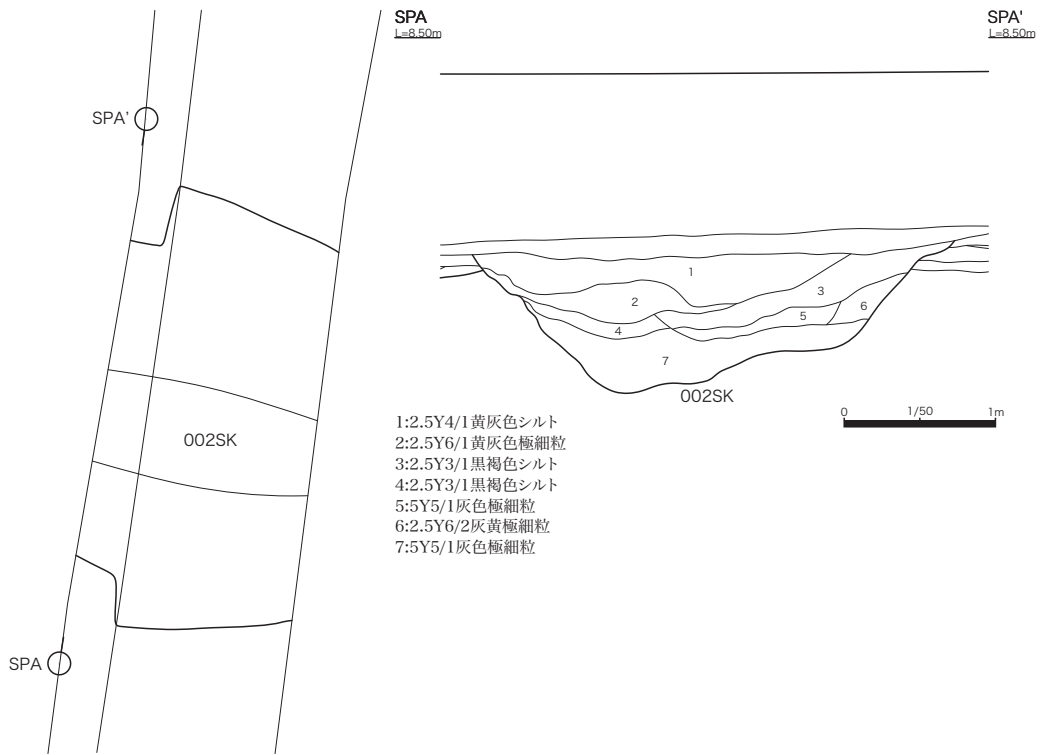 SPA
L=8.50m
SPA'
L=8.50m
SPA'
1
2
3
4
5
6
7
002SK
0 1/50 1m
1:2.5Y4/1黄灰色シルト
2:2.5Y6/1黄灰色極細粒
3:2.5Y3/1黒褐色シルト
4:2.5Y3/1黒褐色シルト
5:5Y5/1灰色極細粒
6:2.5Y6/2灰黄極細粒
7:5Y5/1灰色極細粒
002SK
SPA